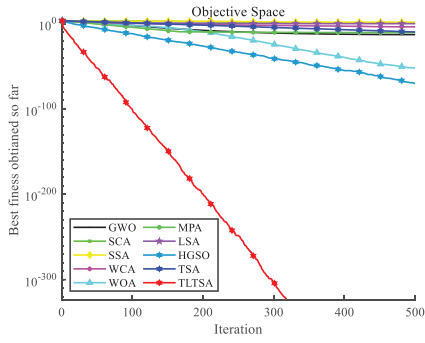 Objective Space
Best finess obtianed so far
10^0
10^-100
10^-200
10^-300
GWO
SCA
SSA
WCA
WOA
MPA
LSA
HGSO
TSA
TLTSA
0 100 200 300 400 500
Iteration